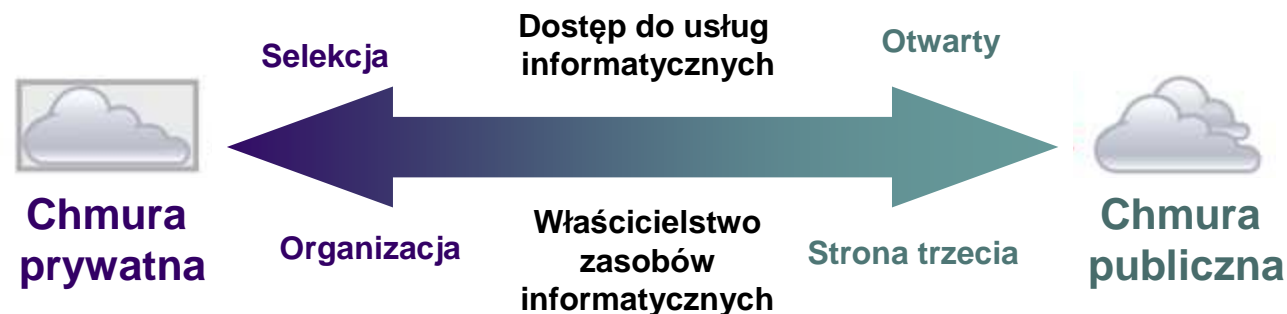 Dostęp do usług
informatycznych
Selekcja
Otwarty
Chmura
prywatna
Organizacja
Właścicielstwo
zasobów
informatycznych
Strona trzecia
Chmura
publiczna